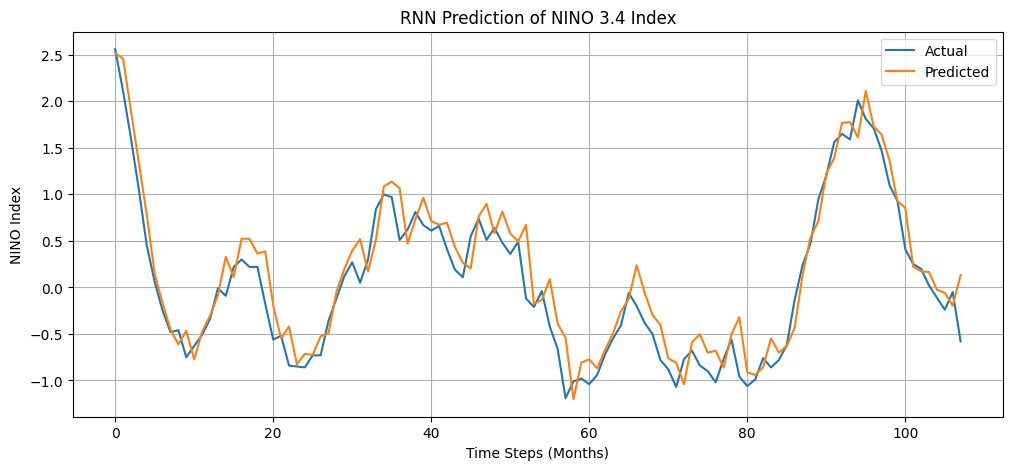 RNN Prediction of NINO 3.4 Index
Actual
Predicted
NINO Index
2.5
2.0
1.5
1.0
0.5
0.0
−0.5
−1.0
0 20 40 60 80 100
Time Steps (Months)